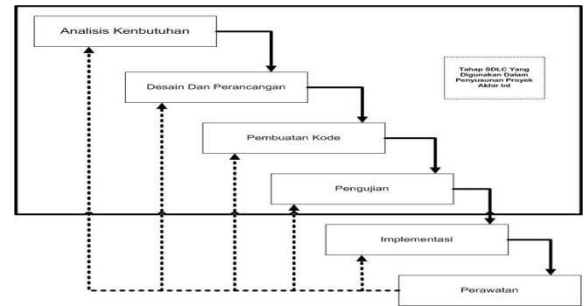 Analisis Kenbutuhan
Tahap SDLC Yang
Digunakan Dalam
Penyusunan Proyek
Akhir Ini
Desain Dan Perancangan
Pembuatan Kode
Pengujian
Implementasi
Perawatan